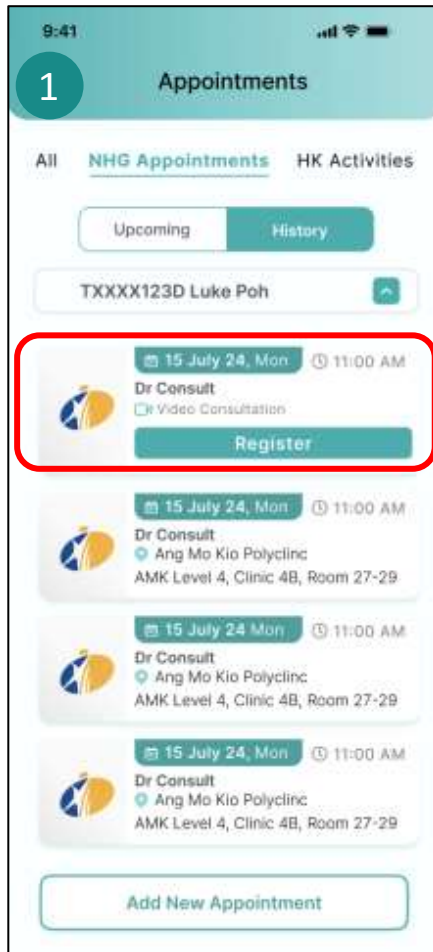 9:41
1
Appointments
All NHG Appointments HK Activities
Upcoming History
TXXXX123D Luke Poh
15 July 24, Mon 11:00 AM
Dr Consult
Video Consultation
Register
15 July 24, Mon 11:00 AM
Dr Consult
Ang Mo Kio Polyclinc
AMK Level 4, Clinic 4B, Room 27-29
15 July 24 Mon 11:00 AM
Dr Consult
Ang Mo Kio Polyclinc
AMK Level 4, Clinic 4B, Room 27-29
15 July 24, Mon 11:00 AM
Dr Consult
Ang Mo Kio Polyclinc
AMK Level 4, Clinic 4B, Room 27-29
Add New Appointment